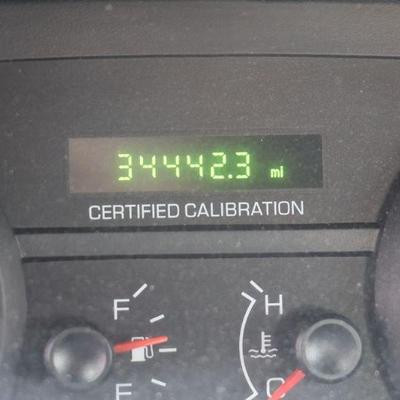 34442.3 mi
CERTIFIED CALIBRATION
F H
E C